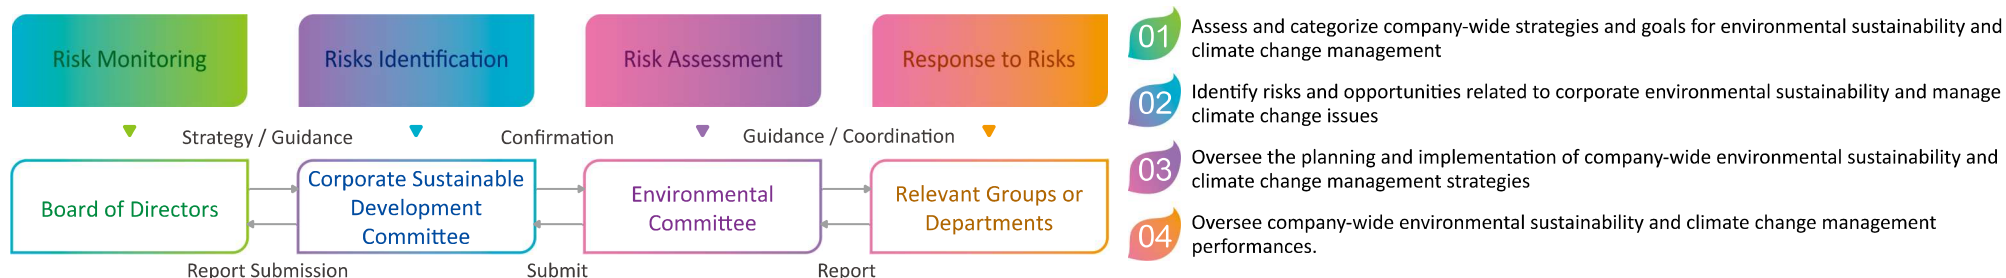 Risk Monitoring
Risks Identification
Risk Assessment
Response to Risks
Strategy / Guidance
Confirmation
Guidance / Coordination
Board of Directors
Corporate Sustainable
Development
Committee
Environmental
Committee
Relevant Groups or
Departments
Report Submission
Submit
Report
01
Assess and categorize company-wide strategies and goals for environmental sustainability and
climate change management
02
Identify risks and opportunities related to corporate environmental sustainability and manage
climate change issues
03
Oversee the planning and implementation of company-wide environmental sustainability and
climate change management strategies
04
Oversee company-wide environmental sustainability and climate change management
performances.